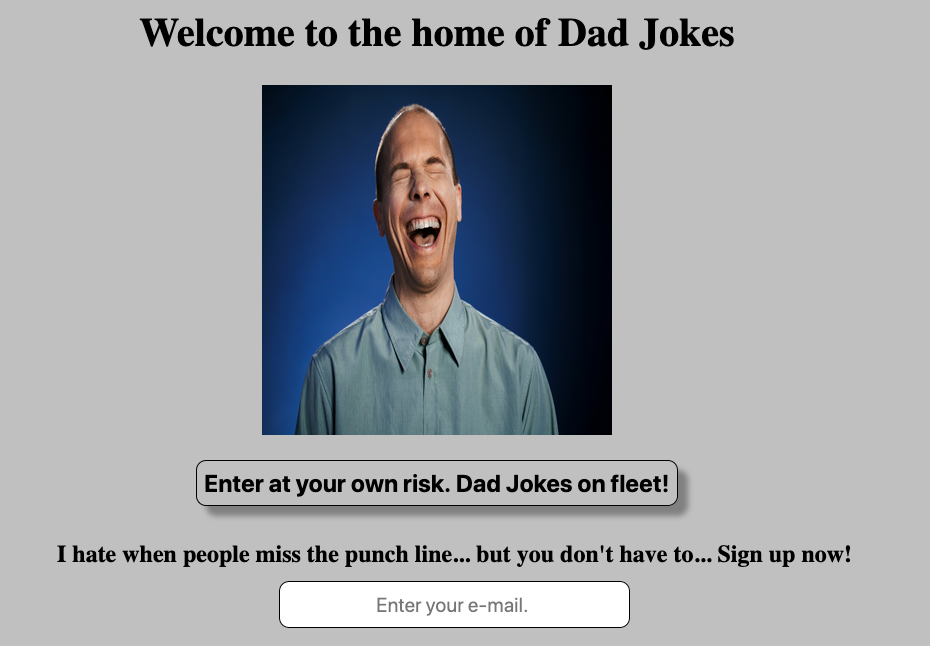 Welcome to the home of Dad Jokes
Enter at your own risk. Dad Jokes on fleet!
I hate when people miss the punch line... but you don't have to... Sign up now!
Enter your e-mail.